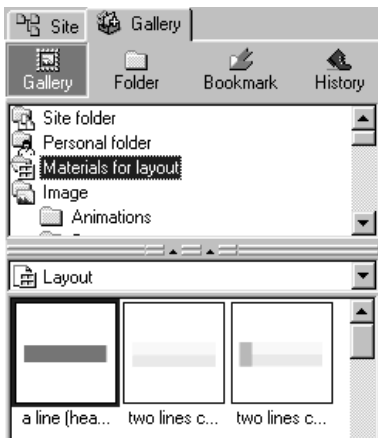 Site Gallery
Gallery Folder Bookmark History
Site folder
Personal folder
Materials for layout
Image
Animations
Layout
a line (hea... two lines c... two lines c...